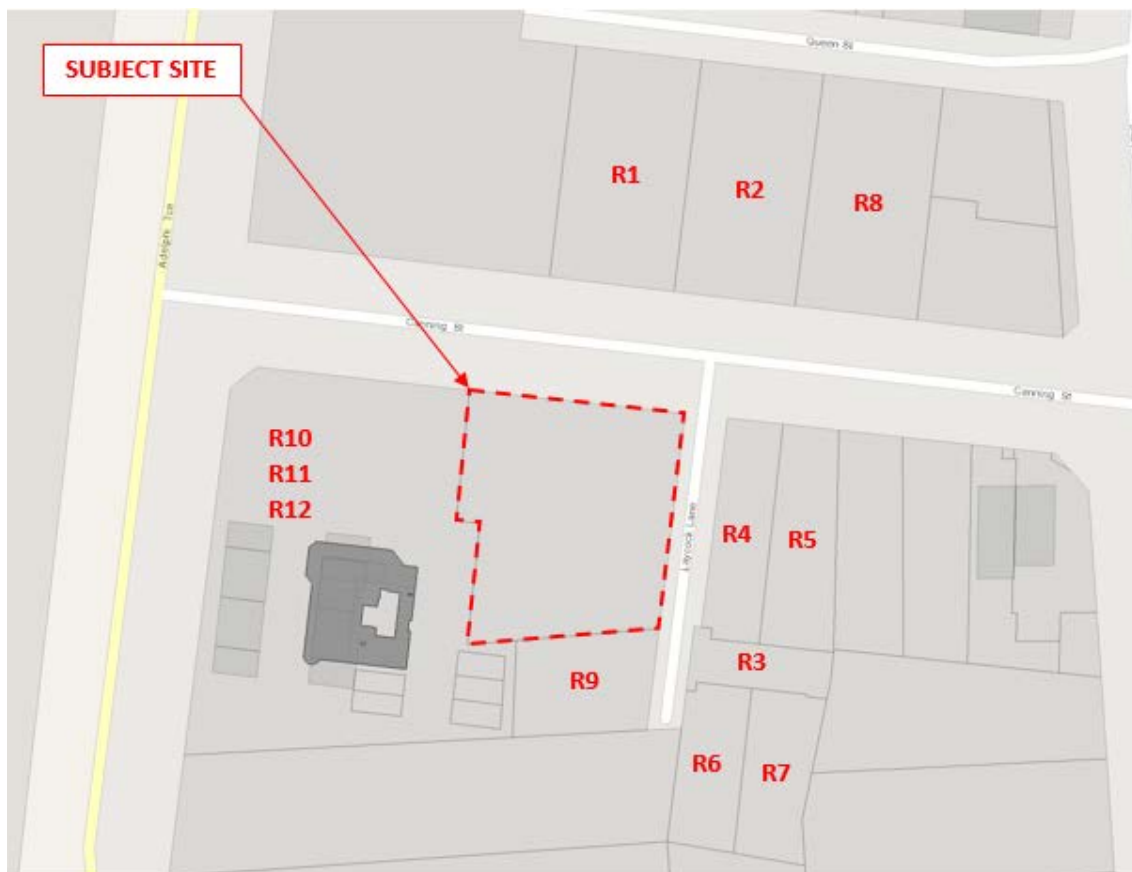 Queen St
SUBJECT SITE
R1
R2
R8
Adelphi Tce
Canning St
Canning St
R10
R11
R12
Laycock Lane
R4
R5
R3
R9
R6
R7